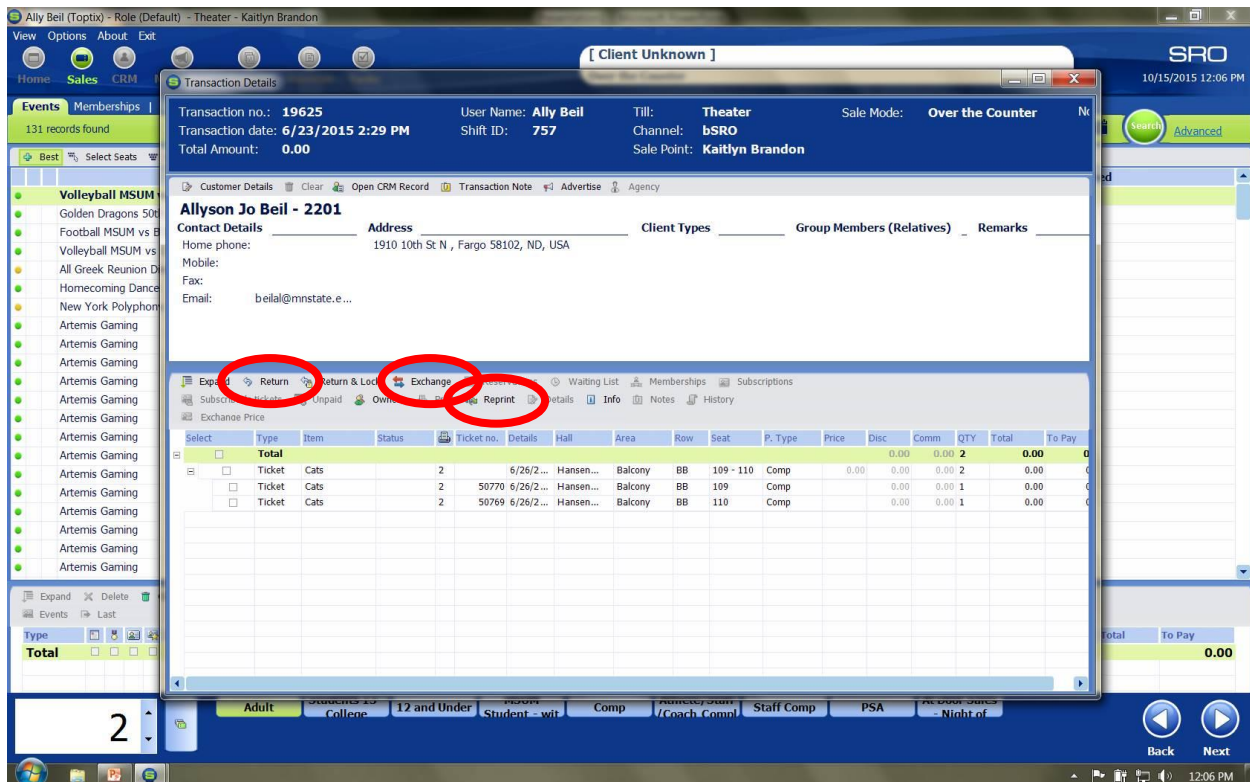 Ally Beil (Toptix) - Role (Default) - Theater - Kaitlyn Brandon
View Options About Exit
[ Client Unknown ]
SRO
Home Sales CRM
10/15/2015 12:06 PM
Transaction Details
Events Memberships |
131 records found
Search Advanced
Best Select Seats
Transaction no.: 19625 User Name: Ally Beil Till: Theater Sale Mode: Over the Counter
Transaction date: 6/23/2015 2:29 PM Shift ID: 757 Channel: bSRO
Total Amount: 0.00 Sale Point: Kaitlyn Brandon
Customer Details Clear Open CRM Record Transaction Note Advertise Agency
Allyson Jo Beil - 2201
Contact Details Address Client Types Group Members (Relatives) Remarks
Home phone: 1910 10th St N , Fargo 58102, ND, USA
Mobile:
Fax:
Email: beilal@mnstate.e...
Volleyball MSUM
Golden Dragons 50t
Football MSUM vs B
Volleyball MSUM vs
All Greek Reunion D
Homecoming Dance
New York Polyphon
Artemis Gaming
Artemis Gaming
Artemis Gaming
Artemis Gaming
Artemis Gaming
Artemis Gaming
Artemis Gaming
Artemis Gaming
Artemis Gaming
Artemis Gaming
Artemis Gaming
Artemis Gaming
Artemis Gaming
Artemis Gaming
Expand Return Return & Lock Exchange Waiting List Memberships Subscriptions
Unpaid Reprint Details Info Notes History
Exchange Price
Select Type Item Status Ticket no. Details Hall Area Row Seat P. Type Price Disc Comm QTY Total To Pay
Total 0.00 0.00 2 0.00
Ticket Cats 2 6/26/2... Hansen... Balcony BB 109 - 110 Comp 0.00 0.00 0.00 2 0.00
Ticket Cats 2 50770 6/26/2... Hansen... Balcony BB 109 Comp 0.00 0.00 1 0.00
Ticket Cats 2 50769 6/26/2... Hansen... Balcony BB 110 Comp 0.00 0.00 1 0.00
Expand Delete
Events Last
Type Total To Pay
Total 0.00
2
Adult
College
12 and Under
Student - wit
Comp
/Coach Compl
Staff Comp
PSA
- Night of
Back Next
12:06 PM